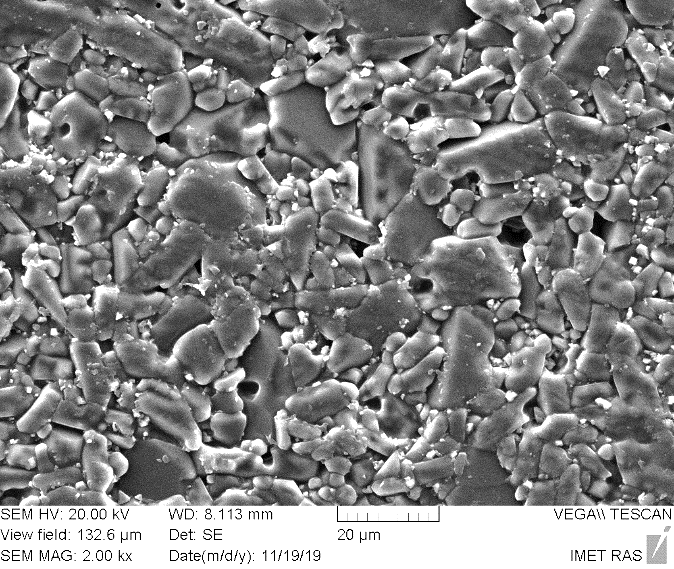 SEM HV: 20.00 kV WD: 8.113 mm VEGA\\ TESCAN
View field: 132.6 µm Det: SE 20 µm
SEM MAG: 2.00 kx Date(m/d/y): 11/19/19 IMET RAS